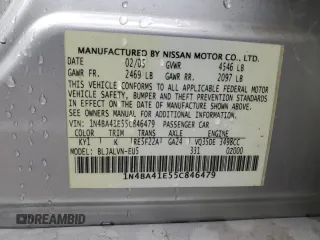 MANUFACTURED BY NISSAN MOTOR CO., LTD.
DATE 02/05 GVWR 4546 LB
GAWR FR. 2469 LB GAWR RR. 2097 LB
THIS VEHICLE CONFORMS TO ALL APPLICABLE FEDERAL MOTOR
VEHICLE SAFETY, BUMPER, AND THEFT PREVENTION STANDARDS
IN EFFECT ON THE DATE OF MANUFACTURE SHOWN ABOVE.
SEE OWNERS MANUAL FOR ADDITIONAL INFORMATION.
VIN: 1N4BA41E55C846479 PASSENGER CAR
COLOR TRIM TRANS AXLE ENGINE
KY1 K RE5F22A GA24 VQ35DE 3498CC
MODEL: BLJALVN-EU5 331 0Z000
1N4BA41E55C846479